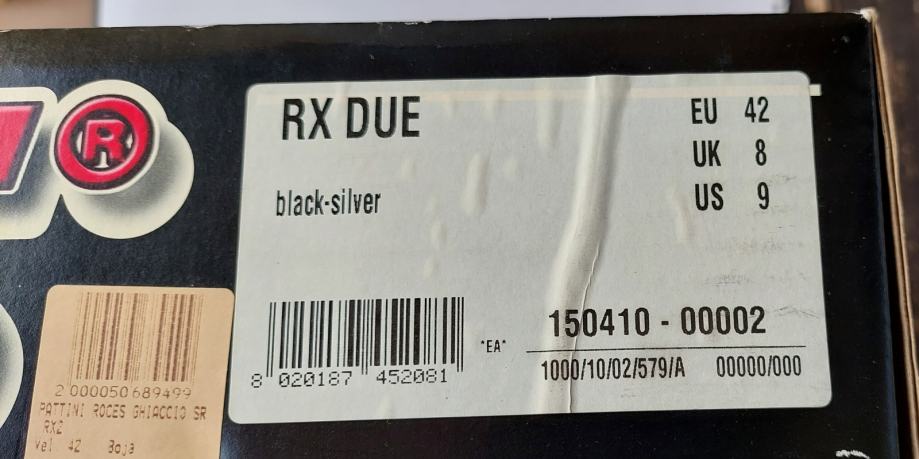 R
RX DUE
EU 42
UK 8
US 9
black-silver
8 020187 452081
*EA*
150410 - 00002
1000/10/02/579/A 00000/000
2 000050 689499
PATTINI ROCES GHIACCIO SR
RX2
Vel. 42 Boja